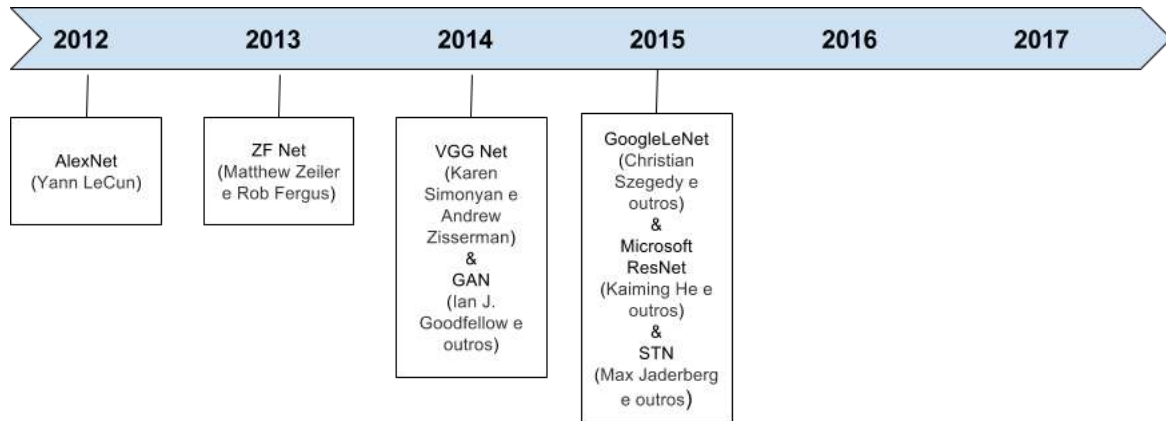 2012 2013 2014 2015 2016 2017
AlexNet
(Yann LeCun)
ZF Net
(Matthew Zeiler
e Rob Fergus)
VGG Net
(Karen
Simonyan e
Andrew
Zisserman)
&
GAN
(Ian J.
Goodfellow e
outros)
GoogleLeNet
(Christian
Szegedy e
outros)
&
Microsoft
ResNet
(Kaiming He e
outros)
&
STN
(Max Jaderberg
e outros)